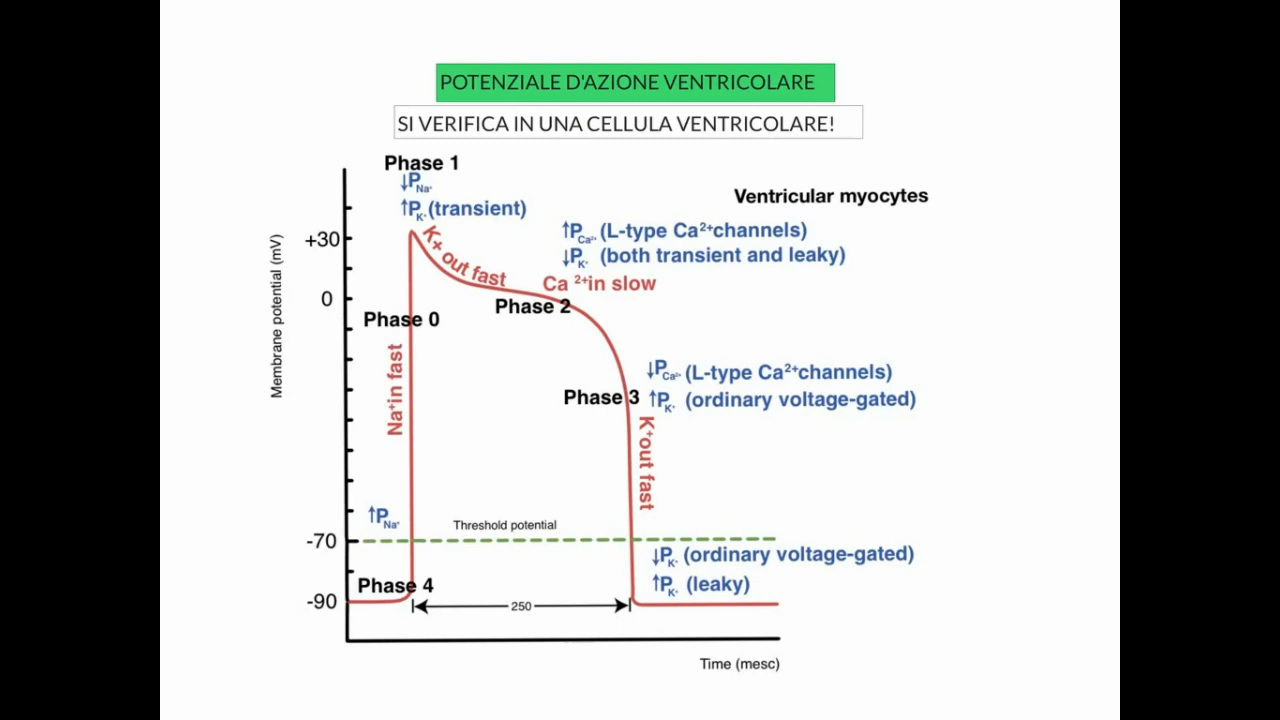 POTENZIALE D'AZIONE VENTRICOLARE
SI VERIFICA IN UNA CELLULA VENTRICOLARE!
Phase 1
↓PNa⁺
↑PK⁺(transient)
Ventricular myocytes
↑PCa²⁺ (L-type Ca²⁺channels)
↓PK⁺ (both transient and leaky)
K+ out fast
Ca ²⁺in slow
Phase 2
+30
0
Membrane potential (mV)
Phase 0
Na⁺in fast
↓PCa²⁺ (L-type Ca²⁺channels)
Phase 3
↑PK⁺ (ordinary voltage-gated)
K⁺out fast
↑PNa⁺
Threshold potential
-70
↓PK⁺ (ordinary voltage-gated)
Phase 4
↑PK⁺ (leaky)
-90
250
Time (mesc)